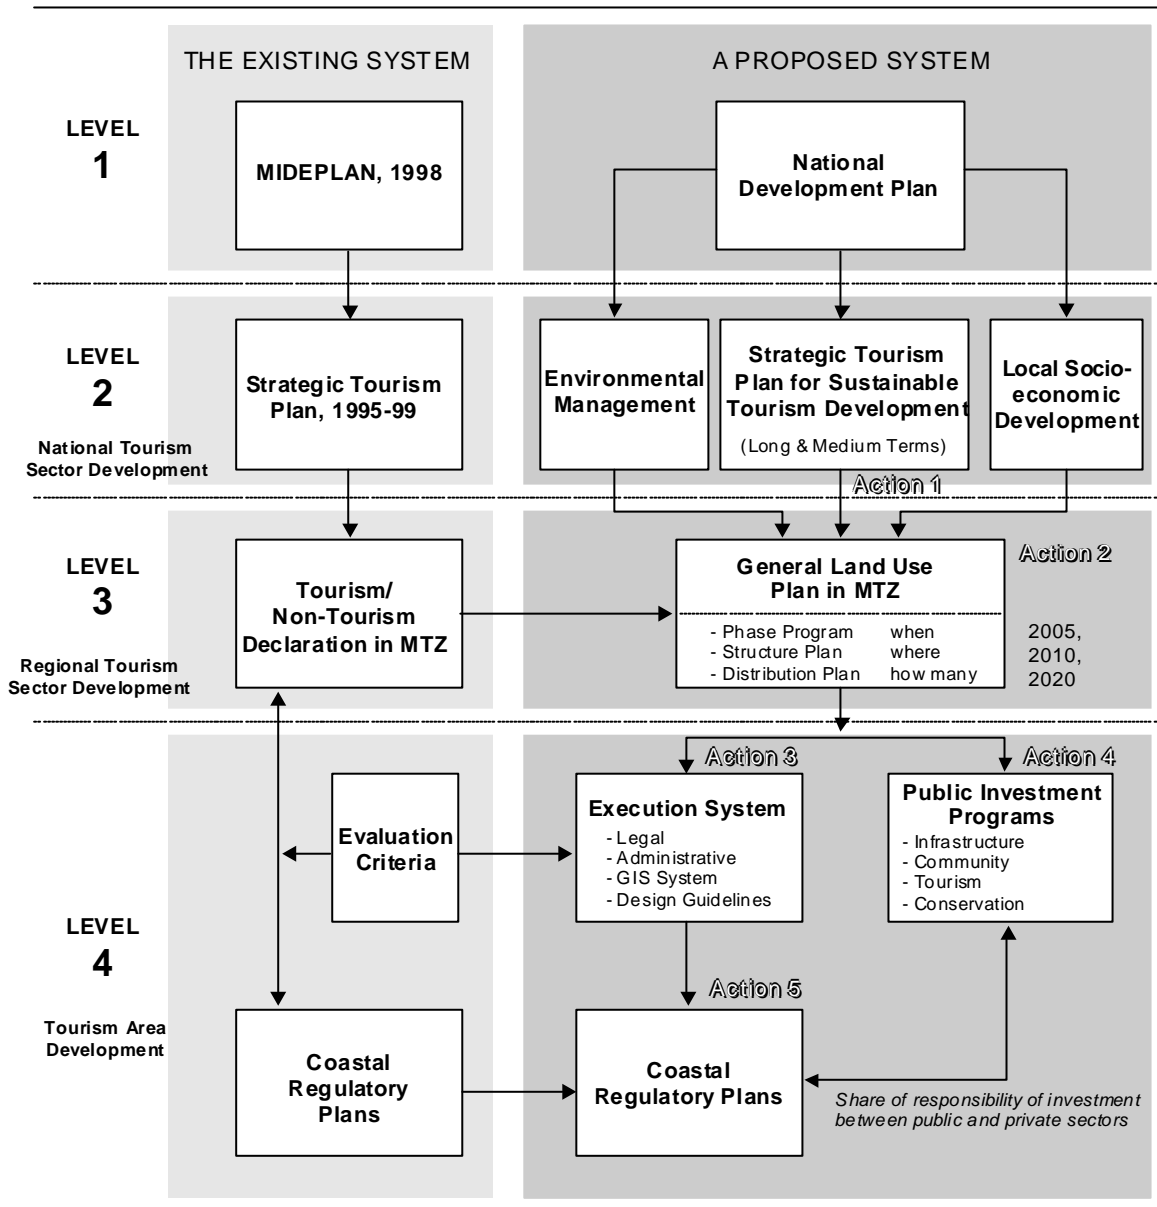 THE EXISTING SYSTEM
A PROPOSED SYSTEM
LEVEL
1
MIDEPLAN, 1998
National
Development Plan
LEVEL
2
National Tourism
Sector Development
Strategic Tourism
Plan, 1995-99
Environmental
Management
Strategic Tourism
Plan for Sustainable
Tourism Development
(Long & Medium Terms)
Local Socio-
economic
Development
Action 1
LEVEL
3
Regional Tourism
Sector Development
Tourism/
Non-Tourism
Declaration in MTZ
General Land Use
Plan in MTZ
- Phase Program when
- Structure Plan where
- Distribution Plan how many
Action 2
2005,
2010,
2020
LEVEL
4
Tourism Area
Development
Evaluation
Criteria
Action 3
Execution System
- Legal
- Administrative
- GIS System
- Design Guidelines
Action 4
Public Investment
Programs
- Infrastructure
- Community
- Tourism
- Conservation
Action 5
Coastal
Regulatory
Plans
Coastal
Regulatory Plans
Share of responsibility of investment
between public and private sectors